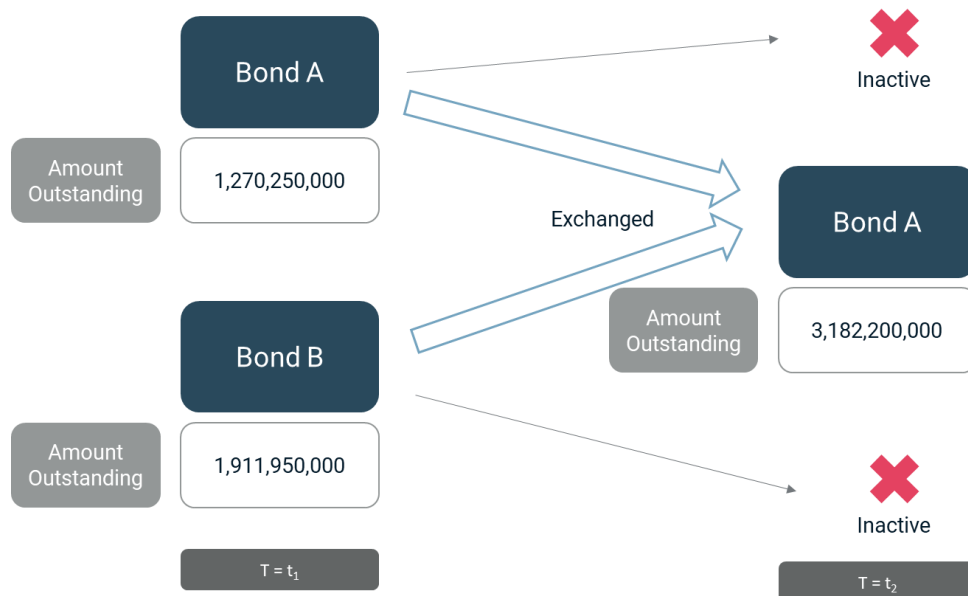 Bond A
Inactive
Amount
Outstanding
1,270,250,000
Exchanged
Bond A
Bond B
Amount
Outstanding
3,182,200,000
Amount
Outstanding
1,911,950,000
Inactive
T = t₁
T = t₂